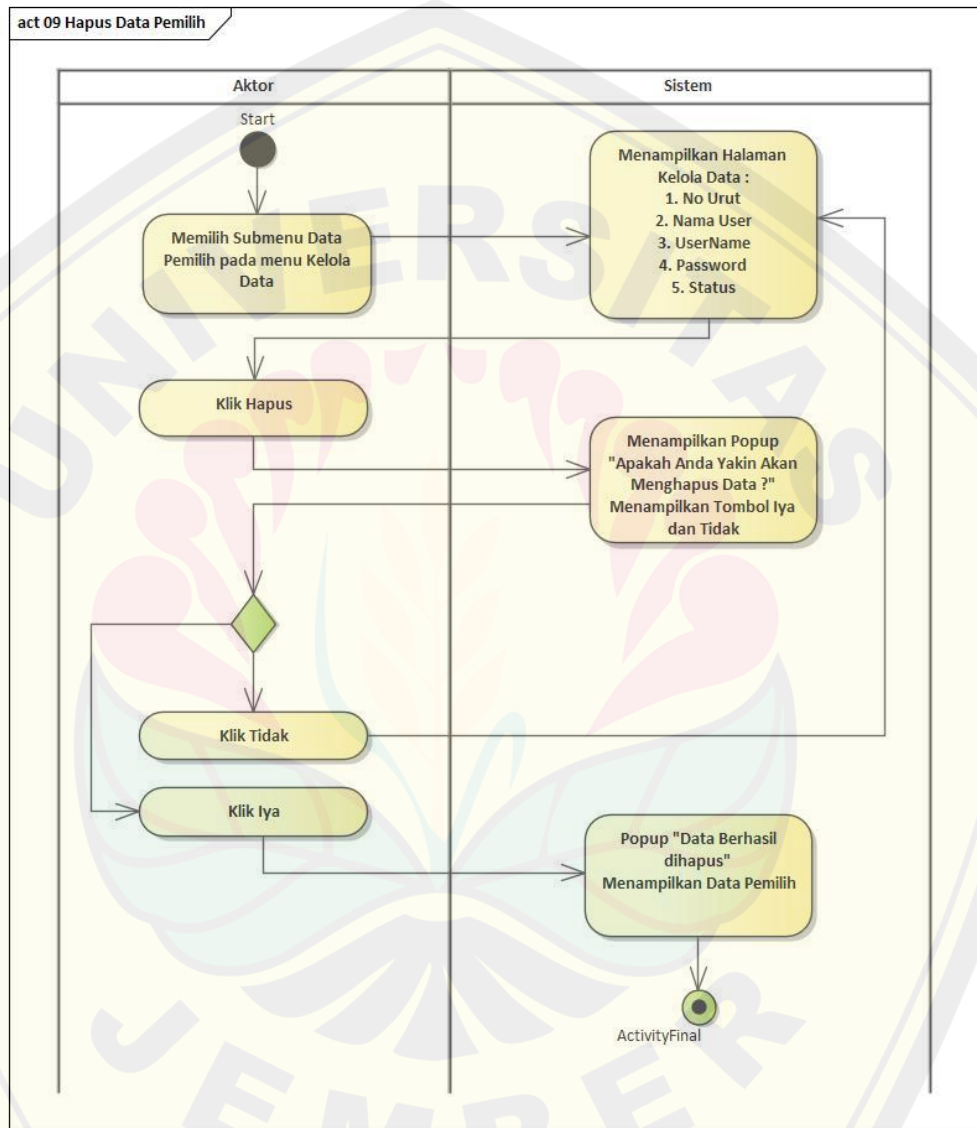 act 09 Hapus Data Pemilih
Aktor
Sistem
Start
Menampilkan Halaman
Kelola Data :
1. No Urut
2. Nama User
3. UserName
4. Password
5. Status
Memilih Submenu Data
Pemilih pada menu Kelola
Data
Klik Hapus
Menampilkan Popup
"Apakah Anda Yakin Akan
Menghapus Data ?"
Menampilkan Tombol Iya
dan Tidak
Klik Tidak
Klik Iya
Popup "Data Berhasil
dihapus"
Menampilkan Data Pemilih
ActivityFinal
UNIVERSITAS
JEMBER